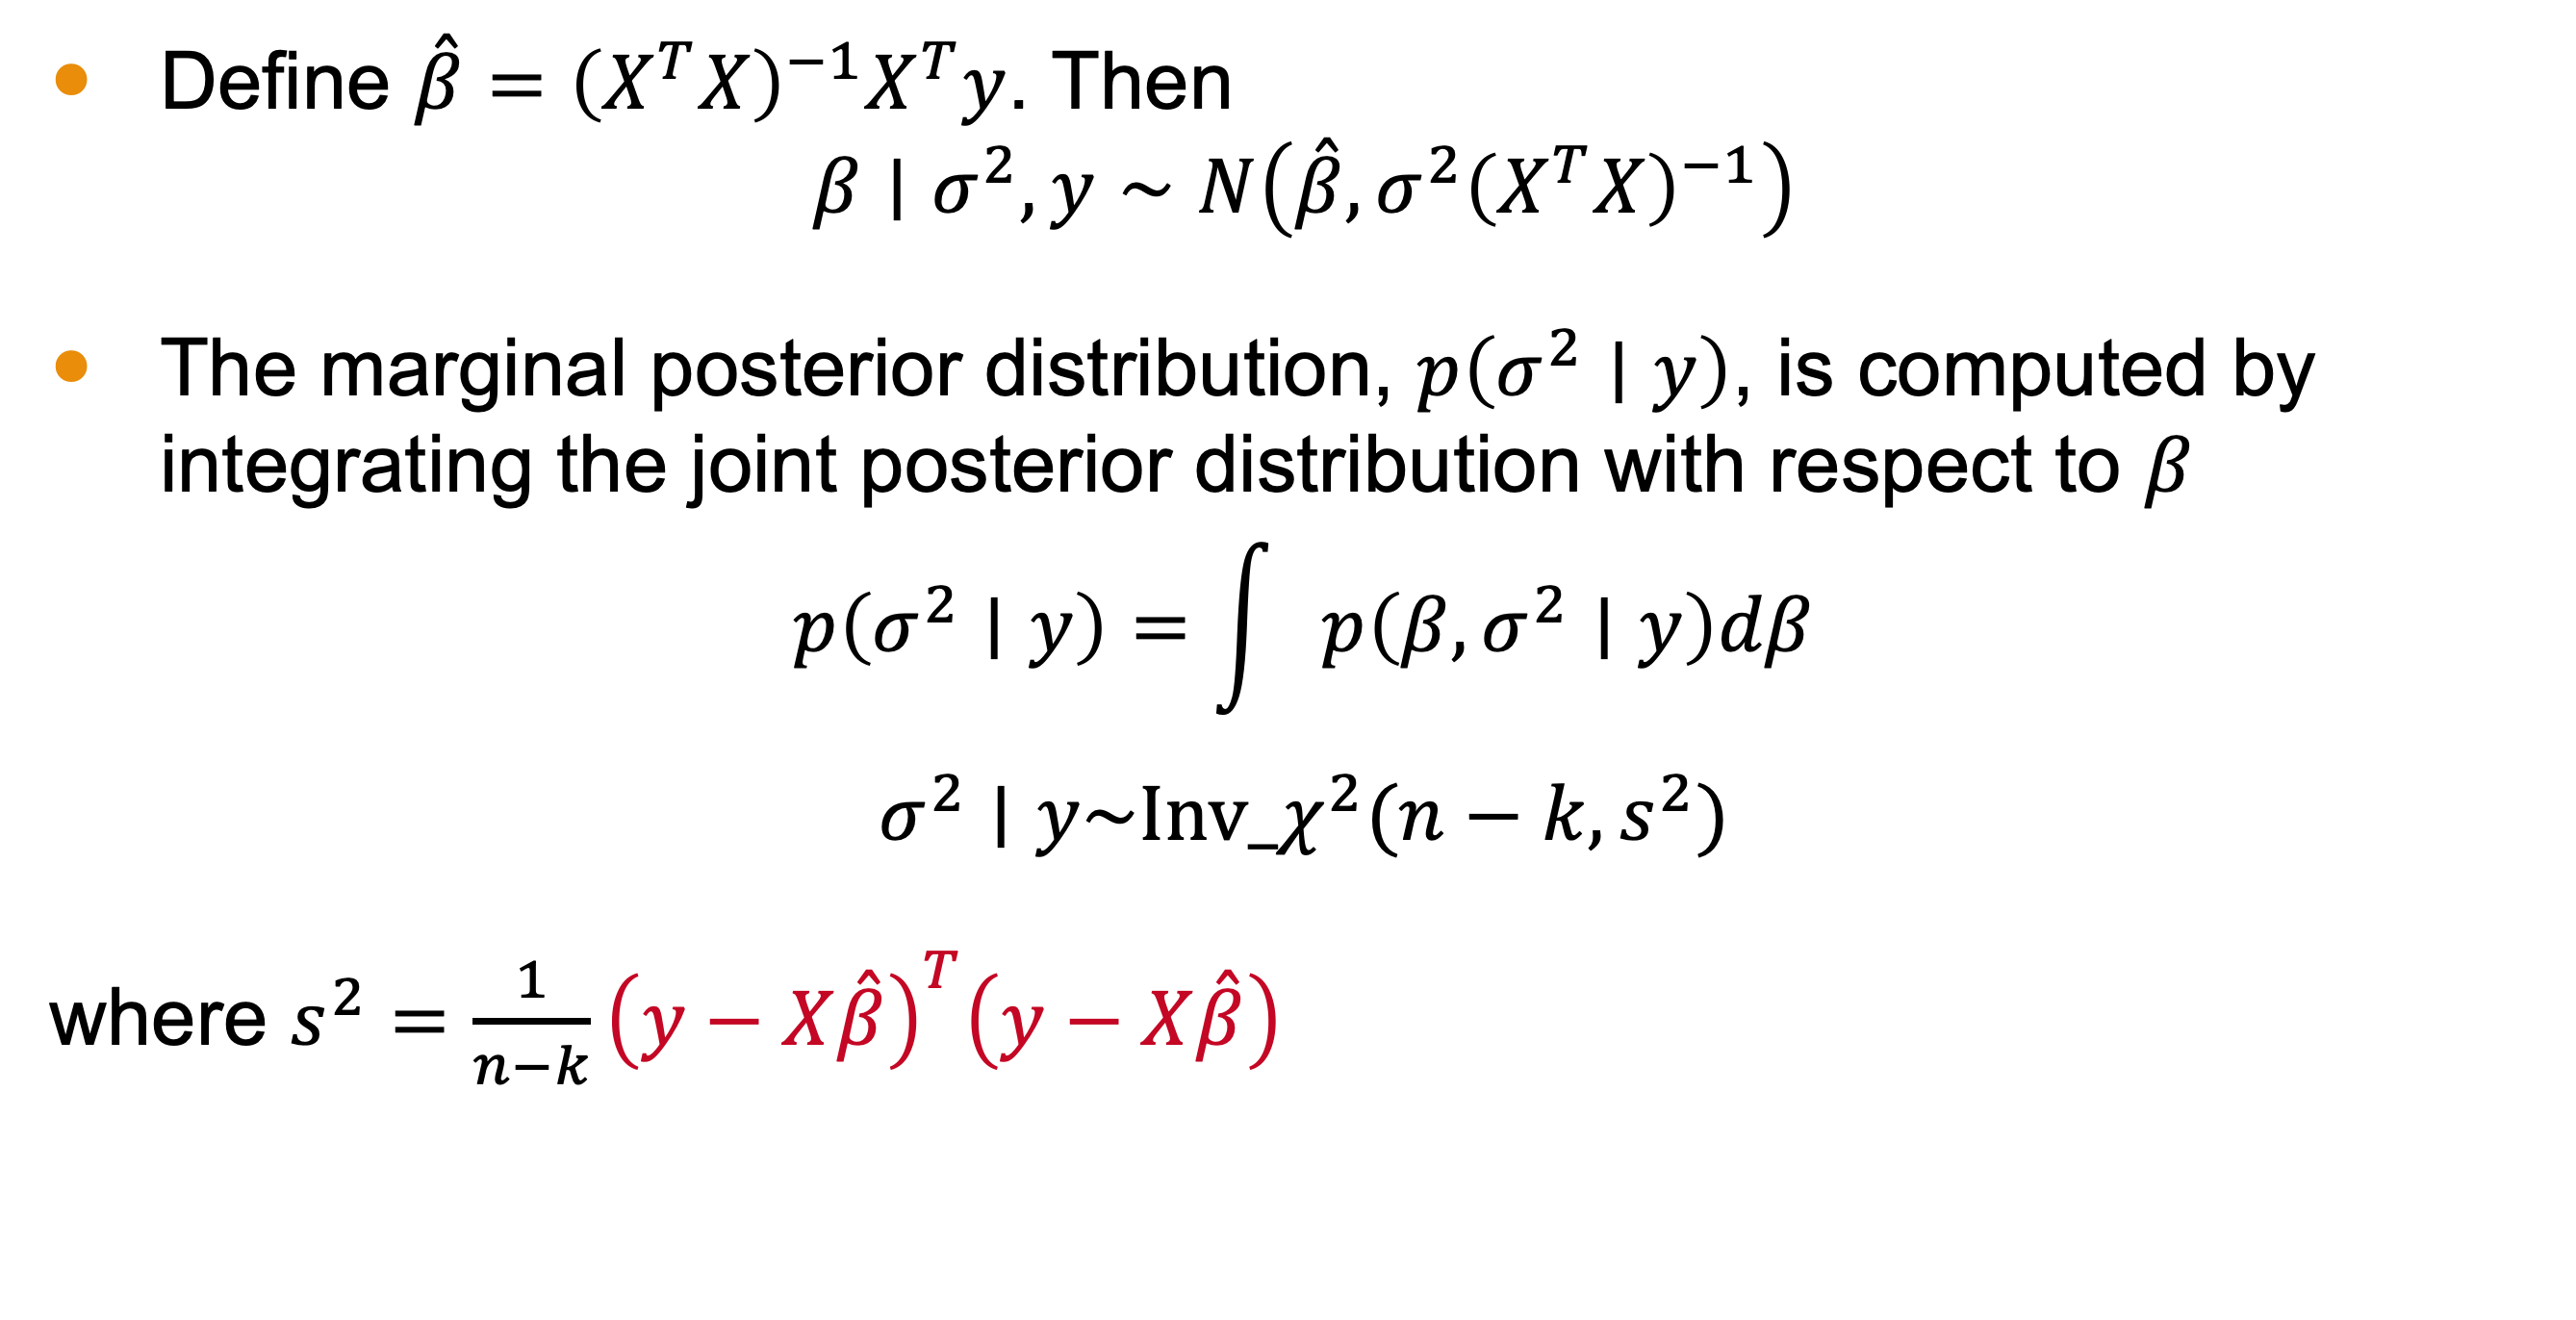 • Define β̂ = (XᵀX)⁻¹Xᵀy. Then
β | σ², y ~ N(β̂, σ²(XᵀX)⁻¹)
• The marginal posterior distribution, p(σ² | y), is computed by
integrating the joint posterior distribution with respect to β
p(σ² | y) = ∫ p(β, σ² | y)dβ
σ² | y~Inv_χ²(n − k, s²)
where s² = 1/(n−k) (y − Xβ̂)ᵀ(y − Xβ̂)